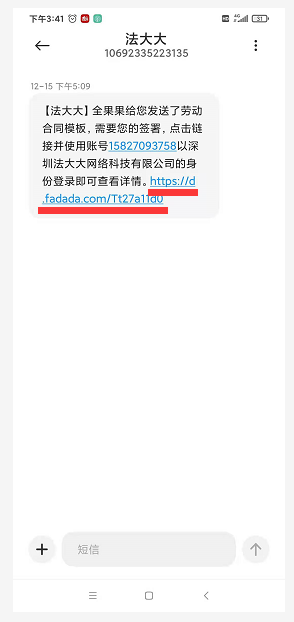 下午3:41
31
法大大
10692335223135
12-15 下午5:09
【法大大】全果果给您发送了劳动
合同模板，需要您的签署，点击链
接并使用账号15827093758以深
圳法大大网络科技有限公司的身
份登录即可查看详情。https://d
.fadada.com/Tt27a11d0
短信